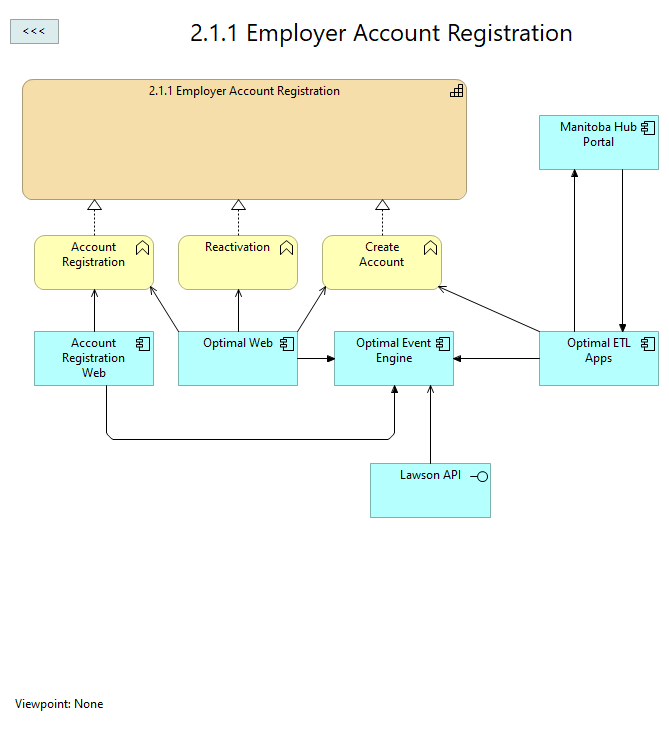 <<<
2.1.1 Employer Account Registration
2.1.1 Employer Account Registration
Manitoba Hub
Portal
Account
Registration
Reactivation
Create
Account
Account
Registration
Web
Optimal Web
Optimal Event
Engine
Optimal ETL
Apps
Lawson API
Viewpoint: None